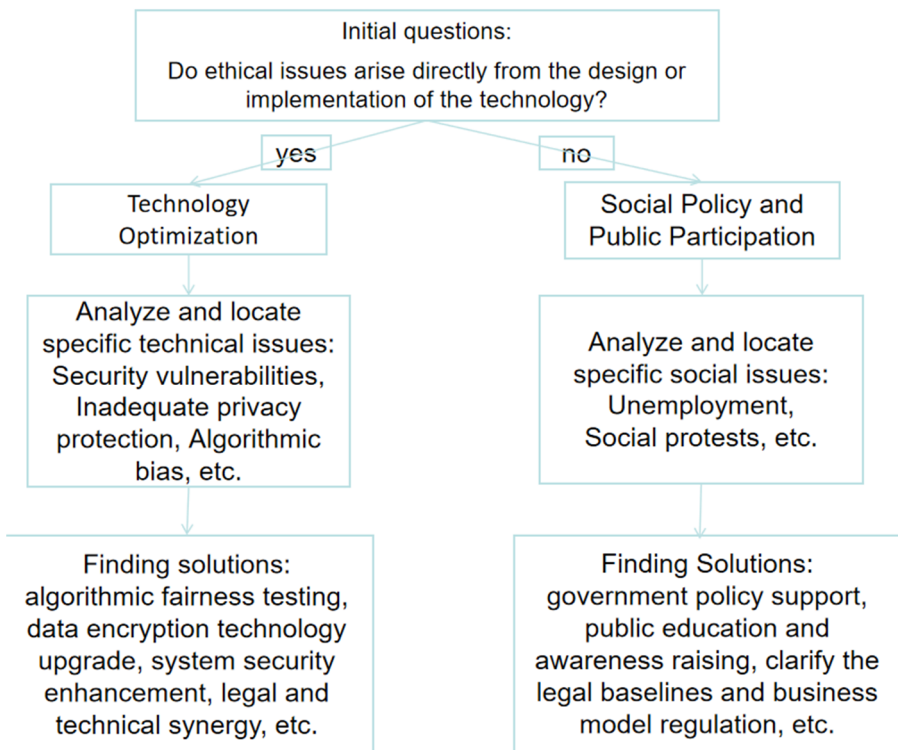 Initial questions:
Do ethical issues arise directly from the design or
implementation of the technology?
yes
no
Technology
Optimization
Social Policy and
Public Participation
Analyze and locate
specific technical issues:
Security vulnerabilities,
Inadequate privacy
protection, Algorithmic
bias, etc.
Analyze and locate
specific social issues:
Unemployment,
Social protests, etc.
Finding solutions:
algorithmic fairness testing,
data encryption technology
upgrade, system security
enhancement, legal and
technical synergy, etc.
Finding Solutions:
government policy support,
public education and
awareness raising, clarify the
legal baselines and business
model regulation, etc.